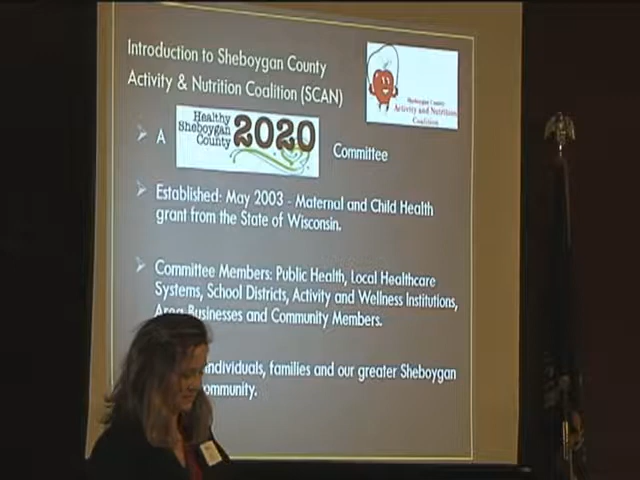 Introduction to Sheboygan County
Activity & Nutrition Coalition (SCAN)
Sheboygan County
Activity and Nutrition
Coalition
A
Healthy
Sheboygan
County
2020
Committee
Established: May 2003 - Maternal and Child Health
grant from the State of Wisconsin.
Committee Members: Public Health, Local Healthcare
Systems, School Districts, Activity and Wellness Institutions,
Area Businesses and Community Members.
individuals, families and our greater Sheboygan